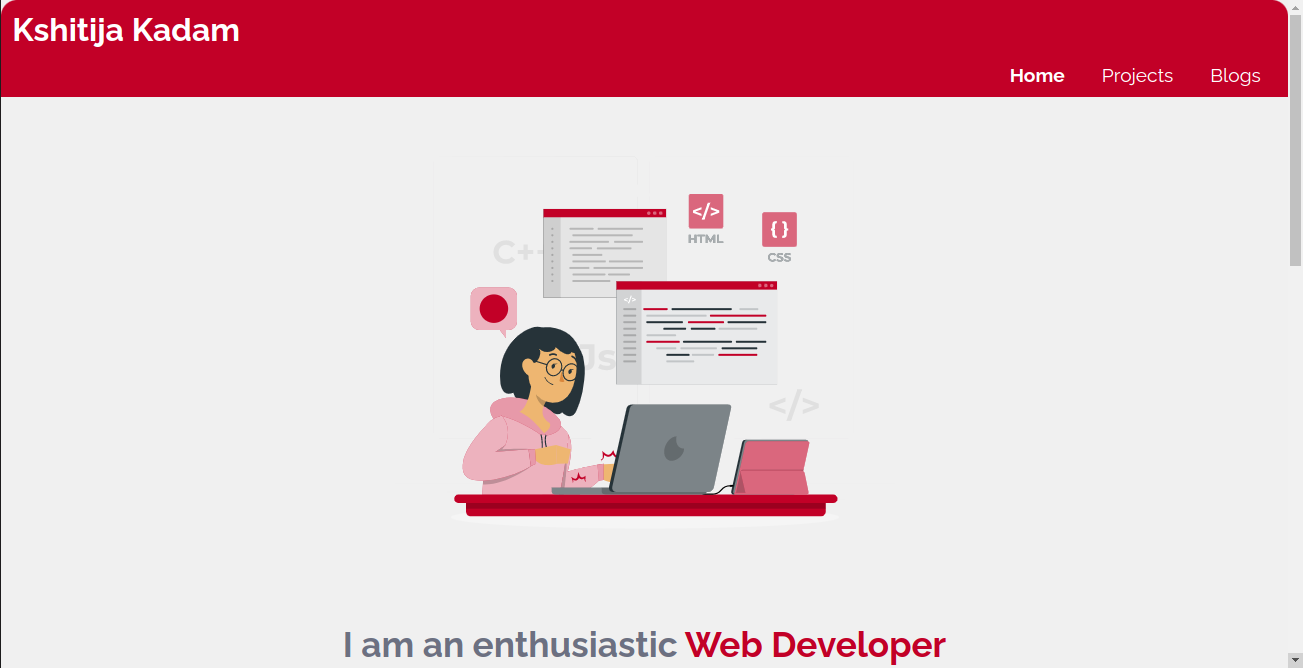 Kshitija Kadam
Home Projects Blogs
</>
HTML
{ }
CSS
C++
</>
Js
</>
I am an enthusiastic Web Developer